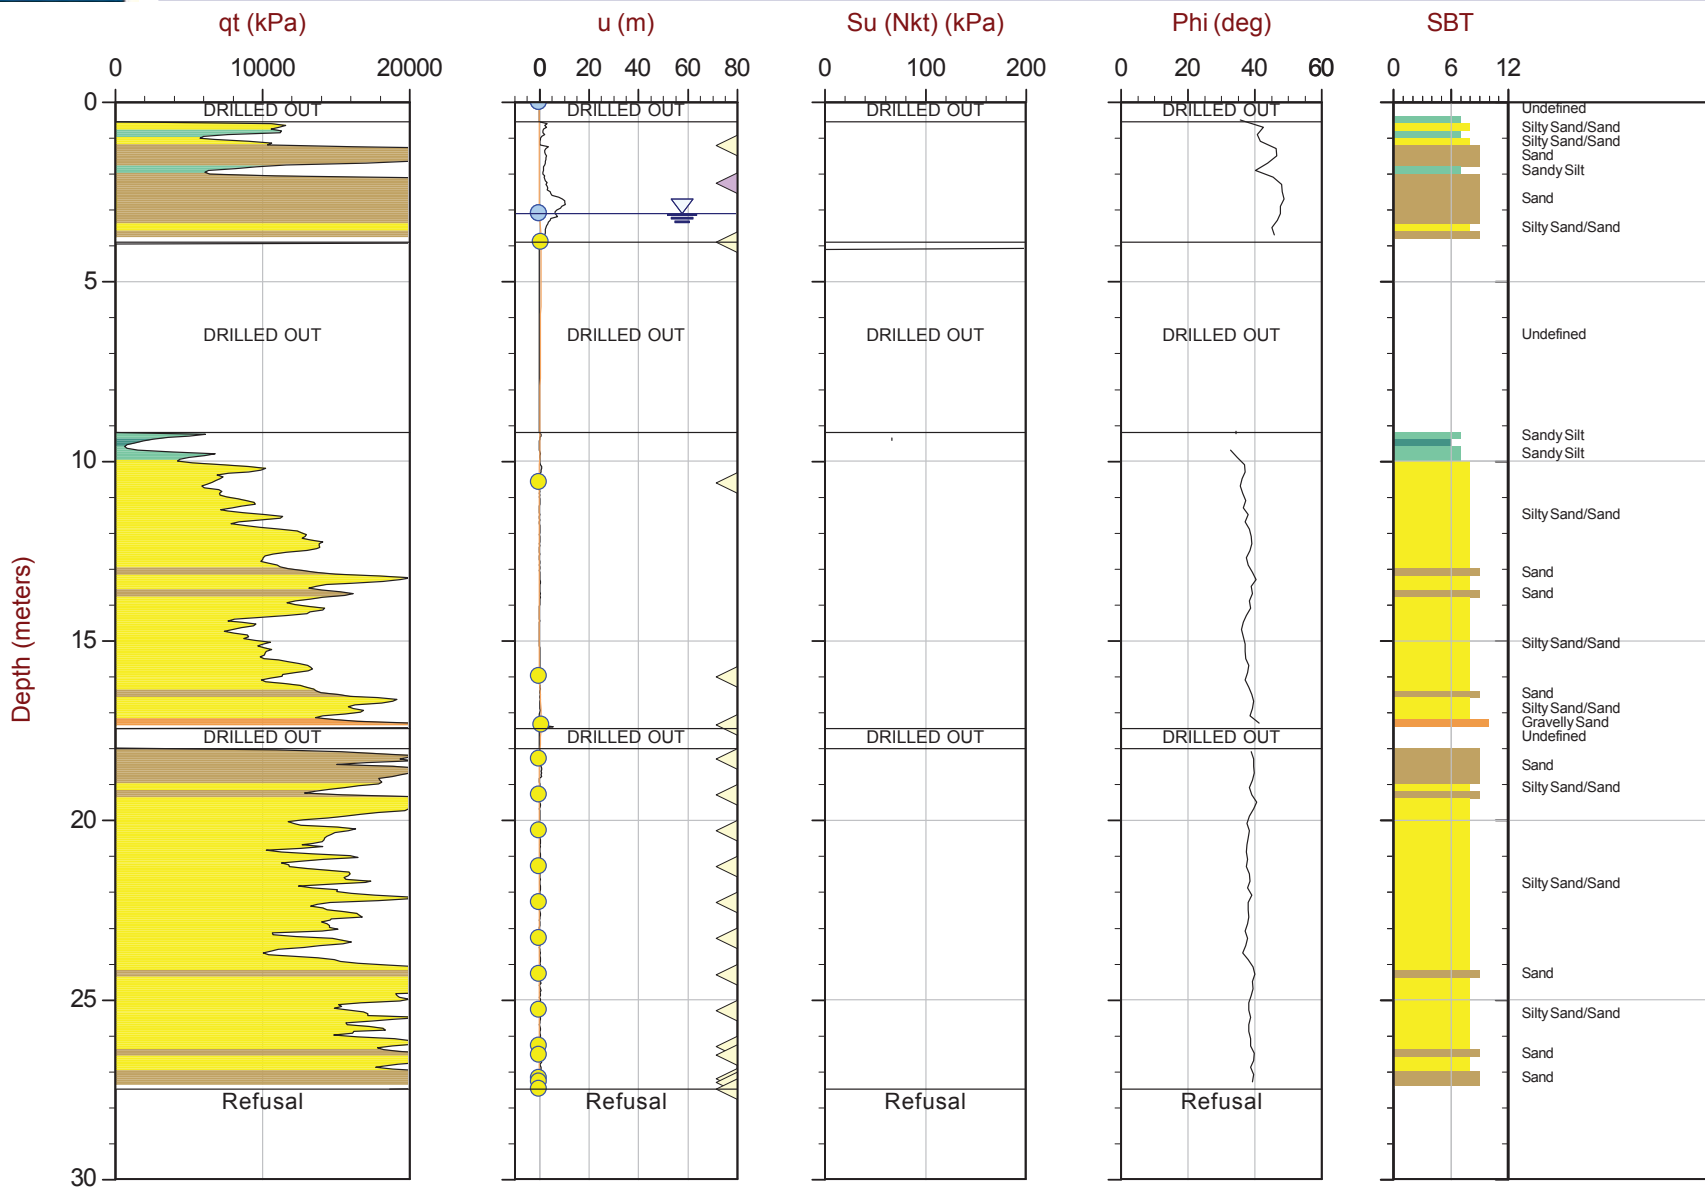 qt (kPa) u (m) Su (Nkt) (kPa) Phi (deg) SBT
0 10000 20000 0 0 20 40 60 80 0 100 200 0 20 40 60 0 6 12
0
DRILLED OUT DRILLED OUT DRILLED OUT DRILLED OUT Undefined
Silty Sand/Sand
Silty Sand/Sand
Sand
Sandy Silt
Sand
Silty Sand/Sand
5
DRILLED OUT DRILLED OUT DRILLED OUT DRILLED OUT Undefined
Sandy Silt
Sandy Silt
10
Silty Sand/Sand
Sand
Sand
Depth (meters)
15
Silty Sand/Sand
Sand
Silty Sand/Sand
Gravelly Sand
DRILLED OUT DRILLED OUT DRILLED OUT DRILLED OUT Undefined
Sand
Silty Sand/Sand
20
Silty Sand/Sand
Sand
25
Silty Sand/Sand
Sand
Sand
Refusal Refusal Refusal Refusal
30